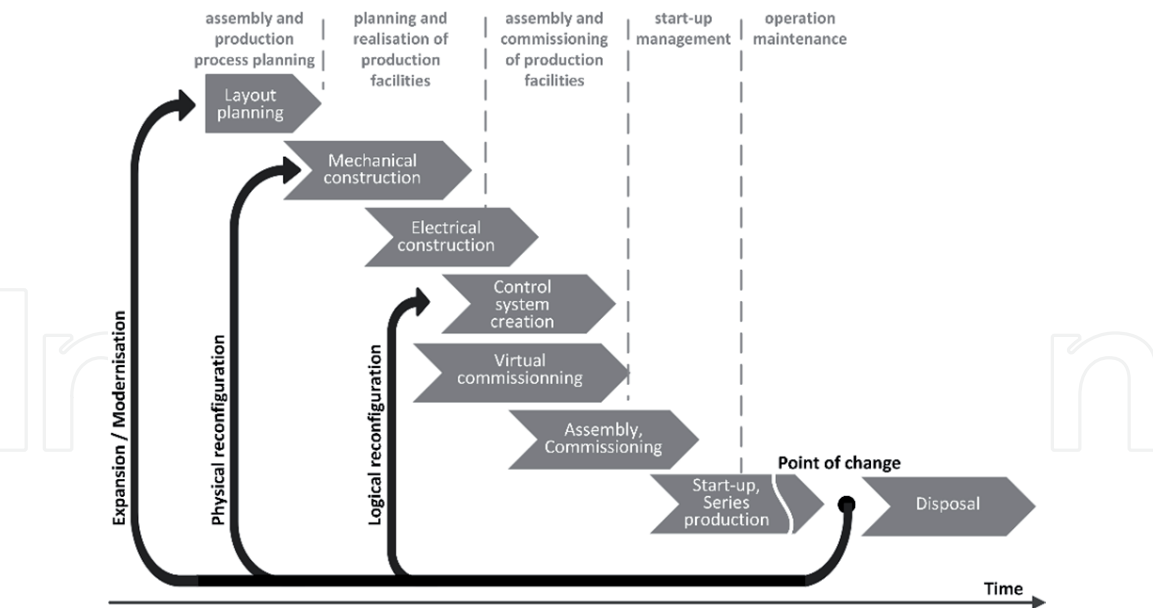 assembly and
production
process planning
planning and
realisation of
production
facilities
assembly and
commissioning
of production
facilities
start-up
management
operation
maintenance
Layout
planning
Mechanical
construction
Electrical
construction
Control
system
creation
Virtual
commissionning
Assembly,
Commissioning
Start-up,
Series
production
Point of change
Disposal
Expansion / Modernisation
Physical reconfiguration
Logical reconfiguration
Time